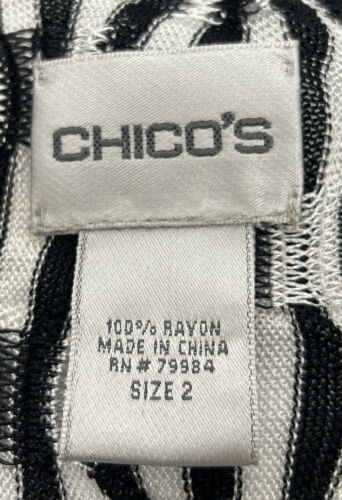 CHICO'S
100% RAYON
MADE IN CHINA
RN # 79984
SIZE 2